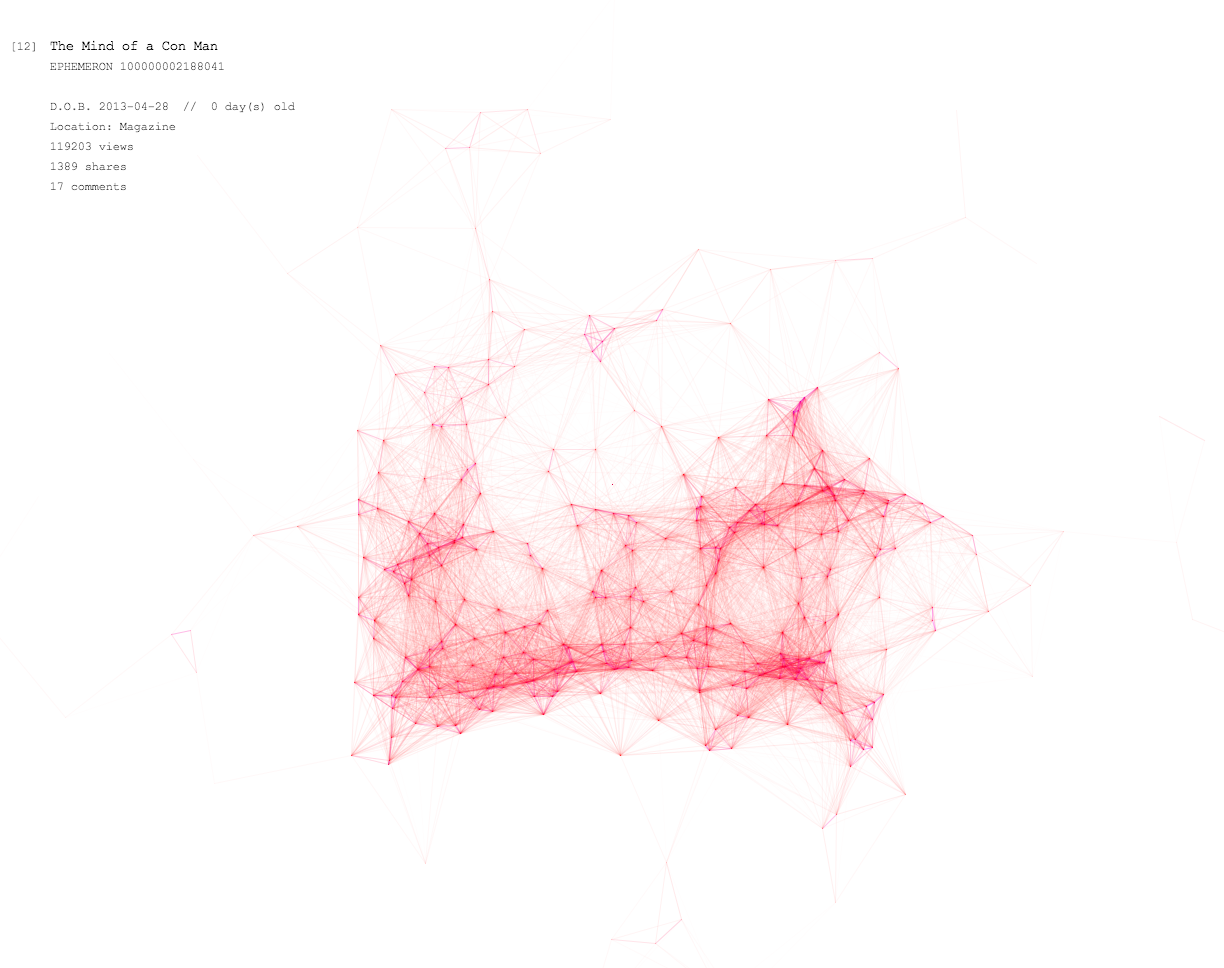 [12] The Mind of a Con Man
EPHEMERON 100000002188041
D.O.B. 2013-04-28 // 0 day(s) old
Location: Magazine
119203 views
1389 shares
17 comments